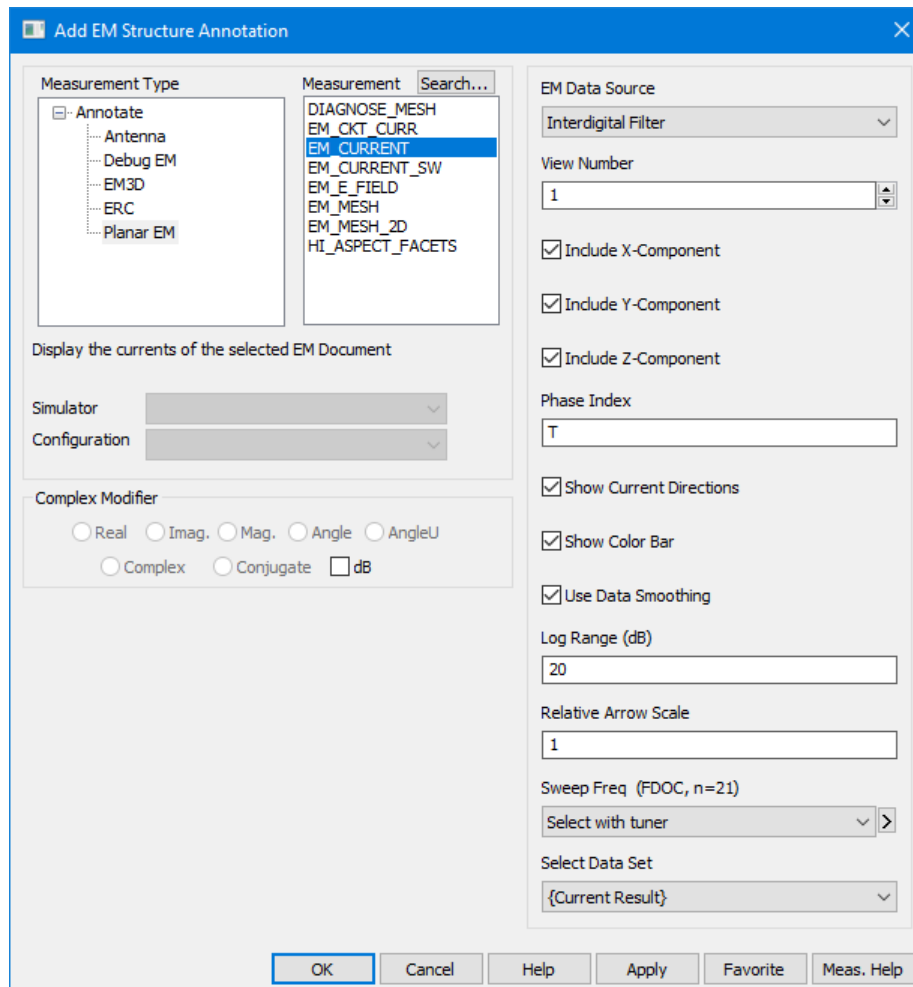 Add EM Structure Annotation
Measurement Type
Annotate
Antenna
Debug EM
EM3D
ERC
Planar EM
Measurement Search...
DIAGNOSE_MESH
EM_CKT_CURR
EM_CURRENT
EM_CURRENT_SW
EM_E_FIELD
EM_MESH
EM_MESH_2D
HI_ASPECT_FACETS
Display the currents of the selected EM Document
Simulator
Configuration
Complex Modifier
Real Imag. Mag. Angle AngleU
Complex Conjugate dB
EM Data Source
Interdigital Filter
View Number
1
Include X-Component
Include Y-Component
Include Z-Component
Phase Index
T
Show Current Directions
Show Color Bar
Use Data Smoothing
Log Range (dB)
20
Relative Arrow Scale
1
Sweep Freq (FDOC, n=21)
Select with tuner >
Select Data Set
{Current Result}
OK Cancel Help Apply Favorite Meas. Help